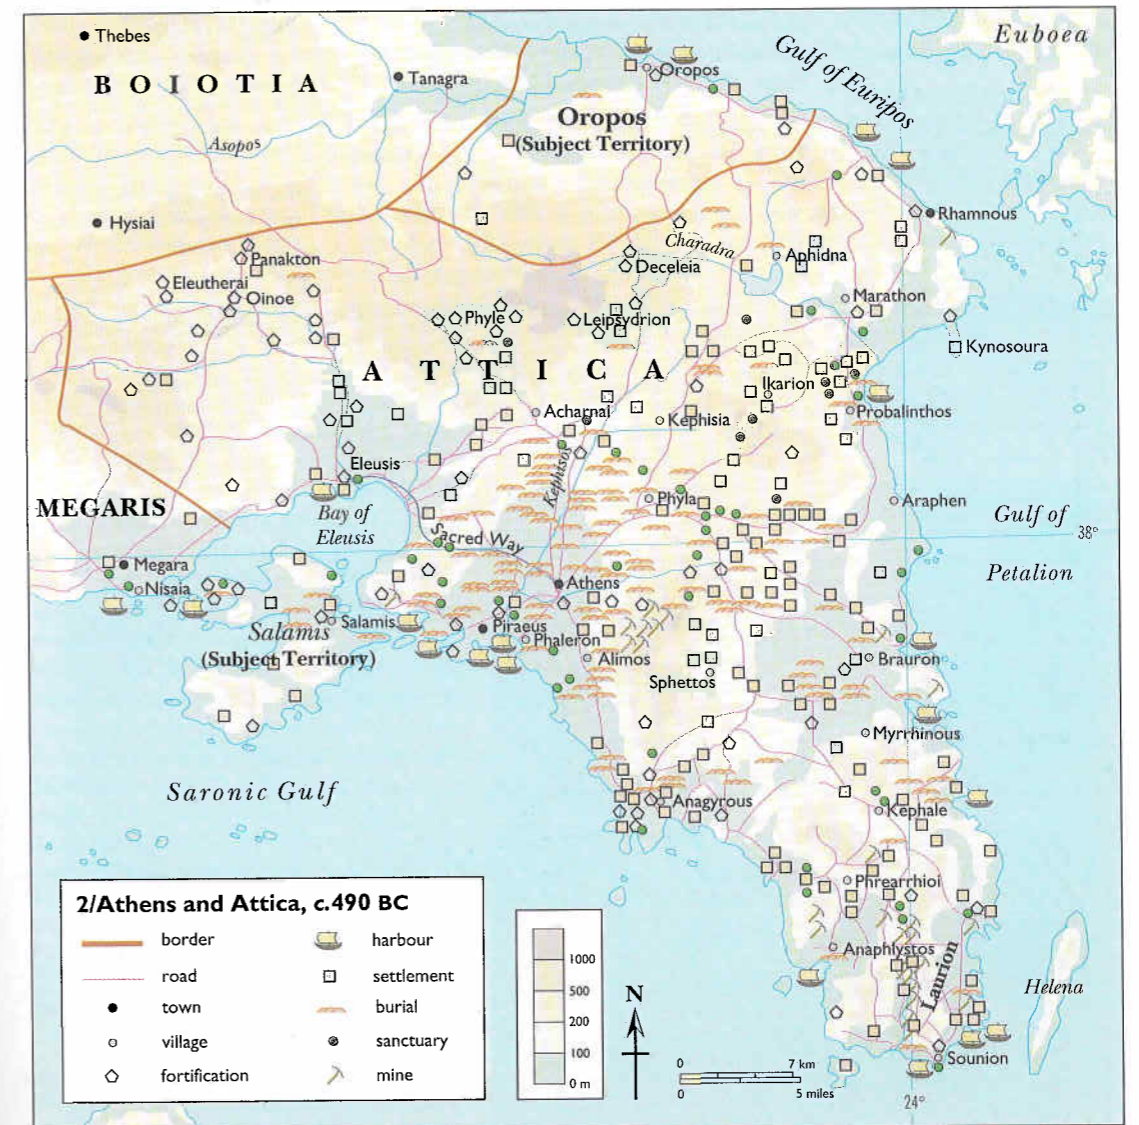 Thebes
Euboea
BOIOTIA
Tanagra
Oropos
Gulf of Euripos
Oropos
(Subject Territory)
Asopos
Hysiai
Rhamnous
Charadra
Panakton
Deceleia
Aphidna
Eleutherai
Oinoe
Marathon
Phyle
Leipsydrion
Kynosoura
ATTICA
Ikarion
Acharnai
Kephisia
Probalinthos
Eleusis
Kephisos
MEGARIS
Phyla
Araphen
Bay of
Eleusis
Gulf of
Petalion
38°
Sacred Way
Megara
Nisaia
Athens
Salamis
Piraeus
Phaleron
Salamis
(Subject Territory)
Alimos
Brauron
Sphettos
Myrrhinous
Saronic Gulf
Anagyrous
Kephale
Phrearrhioi
Anaphlystos
Laurion
Helena
Sounion
24°
2/Athens and Attica, c.490 BC
border
harbour
road
settlement
town
burial
village
sanctuary
fortification
mine
1000
500
200
100
0 m
N
0
7 km
0
5 miles